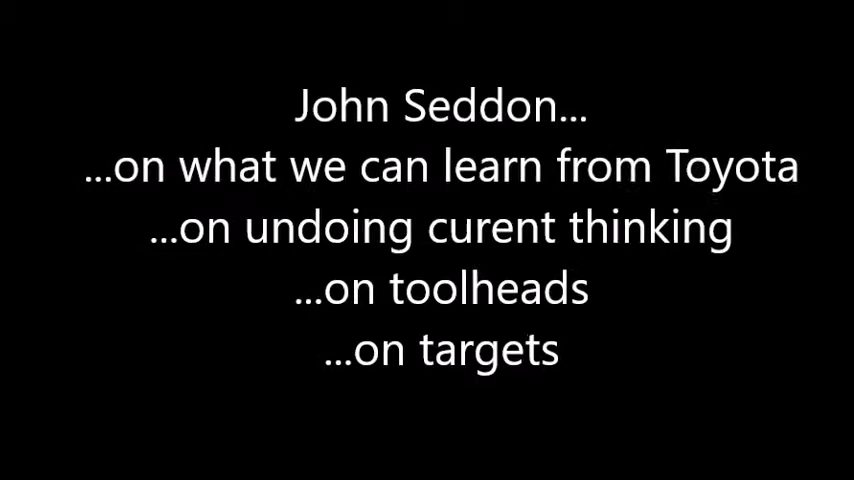 John Seddon...
...on what we can learn from Toyota
...on undoing curent thinking
...on toolheads
...on targets